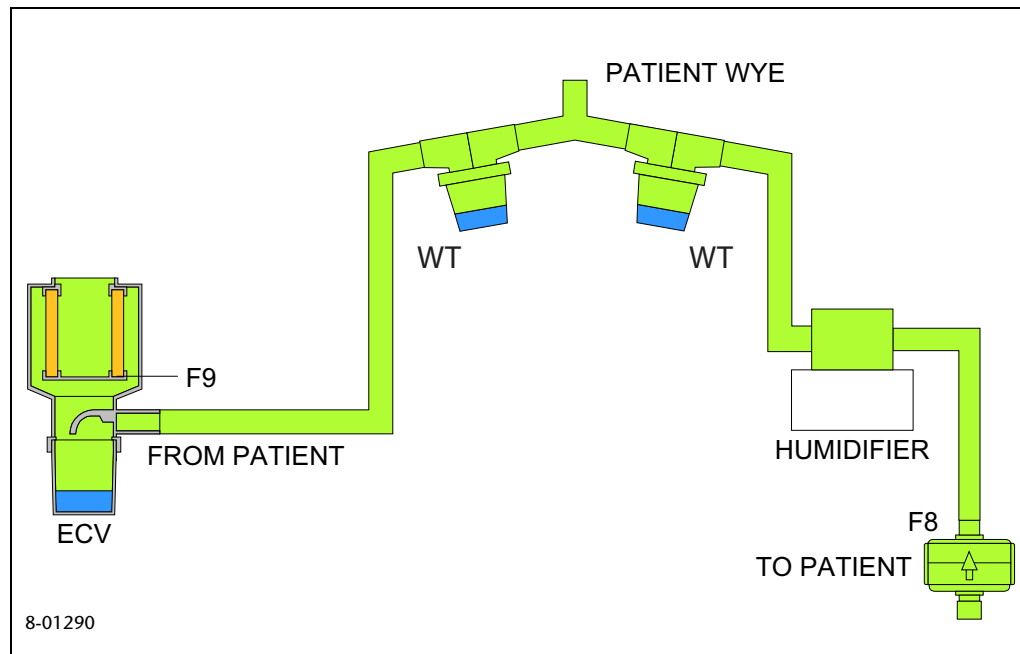 PATIENT WYE
WT
WT
F9
FROM PATIENT
HUMIDIFIER
ECV
F8
TO PATIENT
8-01290